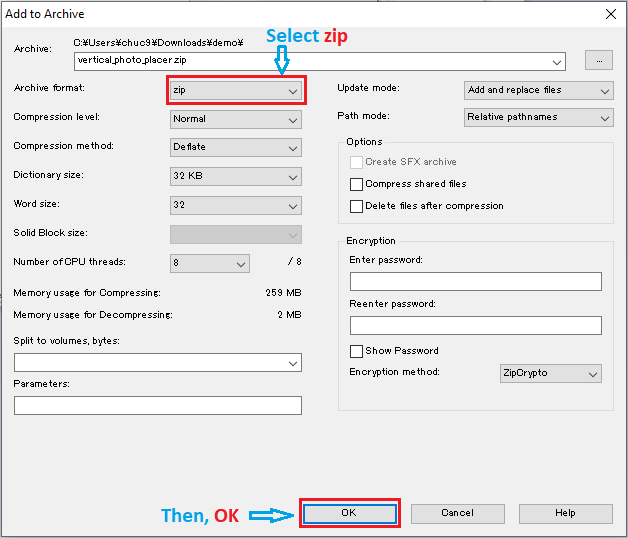 Add to Archive
C:¥Users¥chuc9¥Downloads¥demo¥
Select zip
Archive:
vertical_photo_placer.zip
...
Archive format:
zip
Update mode:
Add and replace files
Compression level:
Normal
Path mode:
Relative pathnames
Compression method:
Deflate
Options
Create SFX archive
Dictionary size:
32 KB
Compress shared files
Word size:
32
Delete files after compression
Solid Block size:
Encryption
Number of CPU threads:
8
/ 8
Enter password:
Memory usage for Compressing:
259 MB
Reenter password:
Memory usage for Decompressing:
2 MB
Split to volumes, bytes:
Show Password
Encryption method:
ZipCrypto
Parameters:
Then, OK
OK
Cancel
Help